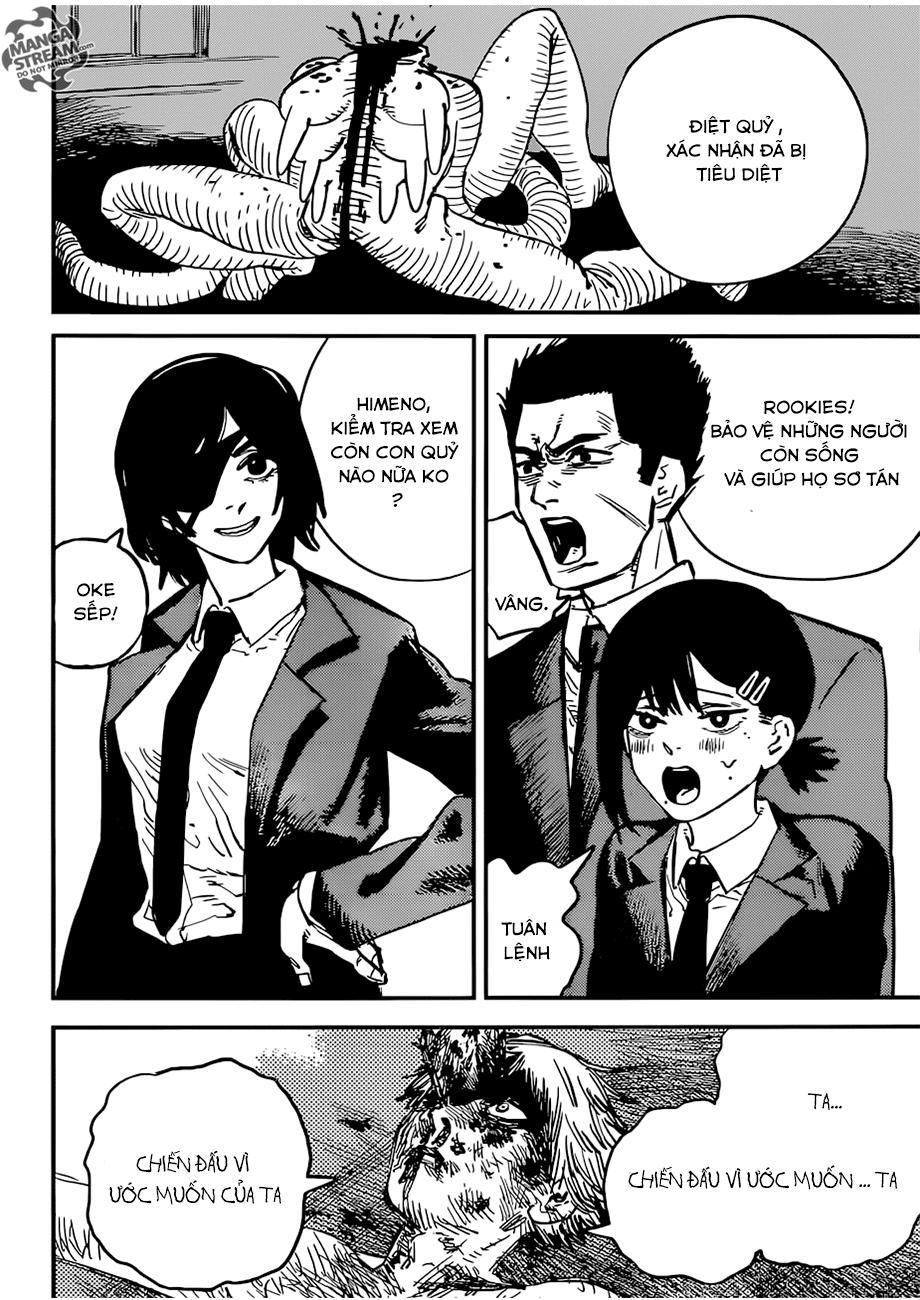 MANGA
STREAM.com
DO NOT MIRROR
ĐIỆT QUỶ ,
XÁC NHẬN ĐÃ BỊ
TIÊU DIỆT
HIMENO,
KIỂM TRA XEM
CÒN CON QUỶ
NÀO NỮA KO
?
OKE
SẾP!
ROOKIES!
BẢO VỆ NHỮNG NGƯỜI
CÒN SỐNG
VÀ GIÚP HỌ SƠ TÁN
VÂNG.
TUÂN
LỆNH
CHIẾN ĐẤU VÌ
ƯỚC MUỐN CỦA TA
TA...
CHIẾN ĐẤU VÌ ƯỚC MUỐN ... TA